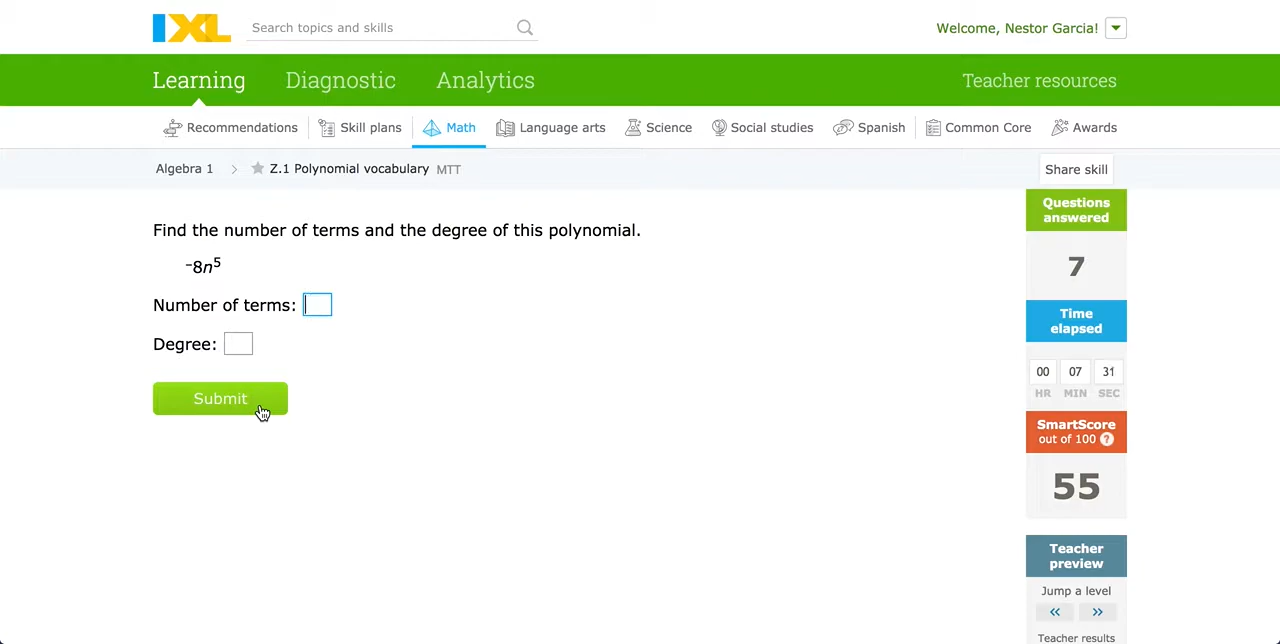 IXL
Search topics and skills
Welcome, Nestor Garcia!
Learning Diagnostic Analytics Teacher resources
Recommendations Skill plans Math Language arts Science Social studies Spanish Common Core Awards
Algebra 1 > Z.1 Polynomial vocabulary MTT
Share skill
Find the number of terms and the degree of this polynomial.
⁻8n⁵
Number of terms:
Degree:
Submit
Questions
answered
7
Time
elapsed
00 07 31
HR MIN SEC
SmartScore
out of 100 ?
55
Teacher
preview
Jump a level
<< >>
Teacher results